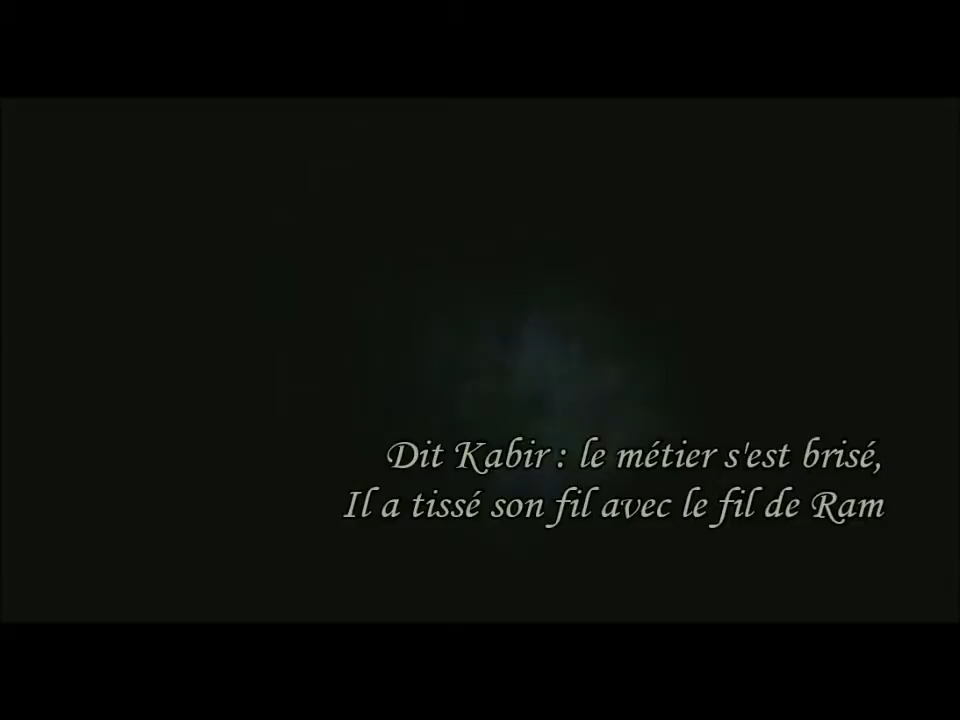 Dit Kabir : le métier s'est brisé,
Il a tissé son fil avec le fil de Ram